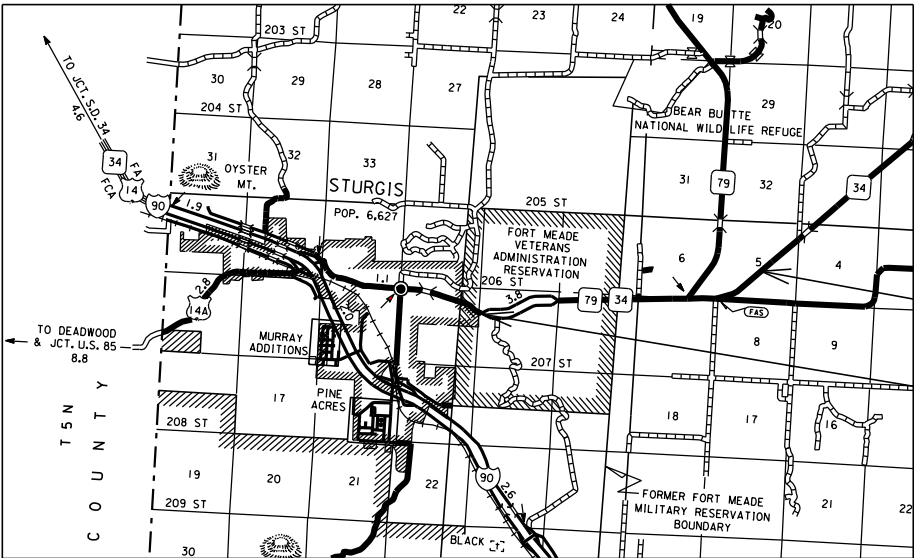 22
23
24
19
20
203 ST
30
29
28
27
29
TO JCT. S.D. 34
4.6
204 ST
BEAR BUTTE
NATIONAL WILDLIFE REFUGE
34
FA
FCA
14
90
31
32
33
OYSTER
MT.
STURGIS
POP. 6,627
31
79
32
34
1.9
205 ST
FORT MEADE
VETERANS
ADMINISTRATION
RESERVATION
6
5
4
2.8
14A
1.1
206 ST
3.8
79
34
FAS
2.0
TO DEADWOOD
& JCT. U.S. 85
8.8
MURRAY
ADDITIONS
8
9
207 ST
PINE
ACRES
17
18
17
16
208 ST
T5N
COUNTY
19
20
21
22
90
2.6
FORMER FORT MEADE
MILITARY RESERVATION
BOUNDARY
21
22
209 ST
30
BLACK